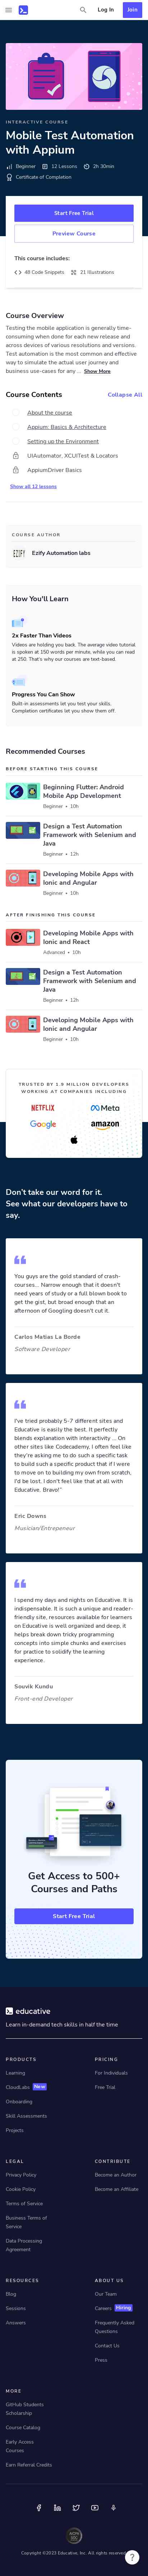 Log In
Join
INTERACTIVE COURSE
Mobile Test Automation
with Appium
Beginner
12 Lessons
2h 30min
Certificate of Completion
Start Free Trial
Preview Course
This course includes:
48 Code Snippets
21 Illustrations
Course Overview
Testing the mobile application is generally time-
consuming and more error-prone. It does not
produce reliable results and requires various
resources. Test automation is the most common and
efficient way to automate the actual user journey and
business use-cases for any ... Show More
Course Contents
Collapse All
About the course
Appium: Basics & Architecture
Setting up the Environment
UIAutomator, XCUITest & Locators
AppiumDriver Basics
Show all 12 lessons
COURSE AUTHOR
Ezify Automation labs
How You'll Learn
2x Faster Than Videos
Videos are holding you back. The average video tutorial
is spoken at 150 words per minute, while you can read
at 250. That's why our courses are text-based.
Progress You Can Show
Built in assessments let you test your skills.
Completion certificates let you show them off.
Recommended Courses
BEFORE STARTING THIS COURSE
Beginning Flutter: Android
Mobile App Development
Beginner • 10h
Design a Test Automation
Framework with Selenium and
Java
Beginner • 12h
Developing Mobile Apps with
Ionic and Angular
Beginner • 10h
AFTER FINISHING THIS COURSE
Developing Mobile Apps with
Ionic and React
Advanced • 10h
Design a Test Automation
Framework with Selenium and
Java
Beginner • 12h
Developing Mobile Apps with
Ionic and Angular
Beginner • 10h
TRUSTED BY 1.9 MILLION DEVELOPERS
WORKING AT COMPANIES INCLUDING
NETFLIX
Meta
Google
amazon
Don't take our word for it.
See what our developers have to
say.
You guys are the gold standard of crash-
courses... Narrowing enough that it doesn't
need years of study or a full blown book to
get the gist, but broad enough that an
afternoon of Googling doesn't cut it.
Carlos Matias La Borde
Software Developer
I've tried probably 5-7 different sites and
Educative is easily the best. It perfectly
blends learning with interactivity ... On
other sites like Codecademy, I often feel they
make it so easy that once I have a specific task
to build such a specific product that if I were
to move to building my own from scratch,
I'd be lost. I don't feel like that at all with
Educative, Bravo!"
Eric Downs
Musician/Entrepeneur
I spend my days and nights on Educative. It is
indispensable. It is such a unique and
reader-friendly site, resources available for learners
on Educative is well organized and deep, it
will break down tricky programming
concepts into simple chunks and exercises
for practice to solidify the learning
experience.
Souvik Kundu
Front-end Developer
Get Access to 500+
Courses and Paths
Start Free Trial
educative
Learn in-demand tech skills in half the time
PRODUCTS
Learning
CloudLabs New
Onboarding
Skill Assessments
Projects
PRICING
For Individuals
Free Trial
LEGAL
Privacy Policy
Cookie Policy
Terms of Service
Business Terms of
Service
Data Processing
Agreement
CONTRIBUTE
Become an Author
Become an Affiliate
RESOURCES
Blog
Sessions
Answers
ABOUT US
Our Team
Careers Hiring
Frequently Asked
Questions
Contact Us
Press
MORE
GitHub Students
Scholarship
Course Catalog
Early Access
Courses
Earn Referral Credits
Copyright ©2023 Educative, Inc. All rights reserved.
?